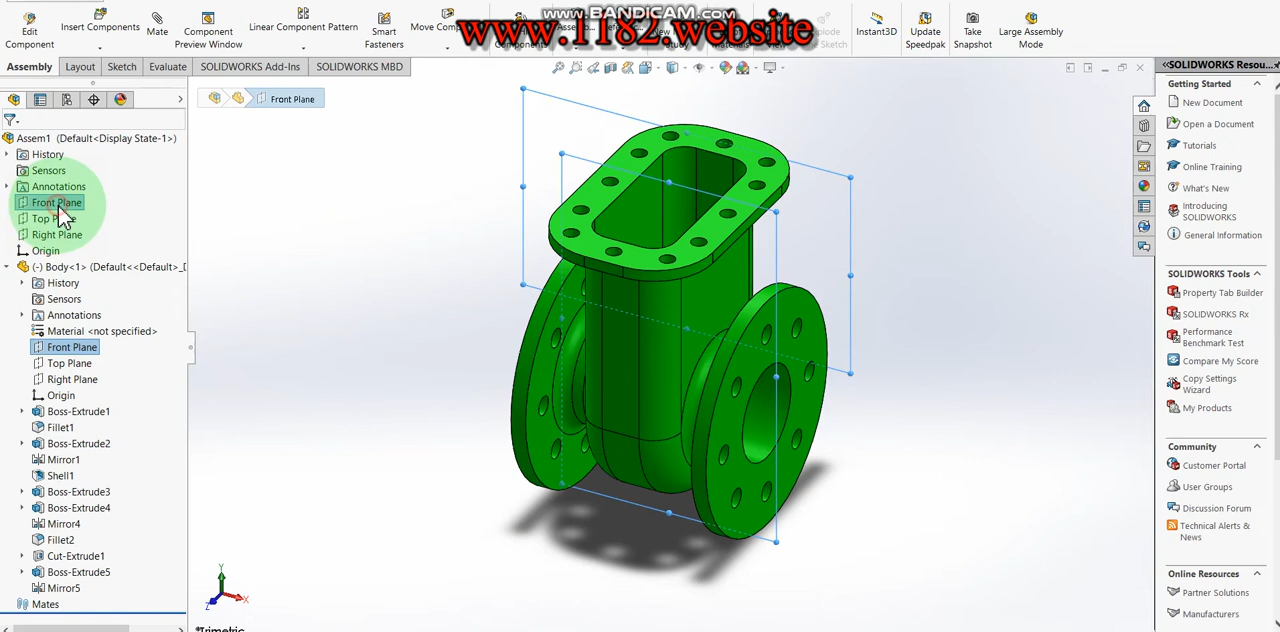 www.BANDICAM.com
www.1182.website
Edit
Component
Insert Components
Mate
Component
Preview Window
Linear Component Pattern
Smart
Fasteners
Move Comp
Instant3D
Update
Speedpak
Take
Snapshot
Large Assembly
Mode
Assembly
Layout
Sketch
Evaluate
SOLIDWORKS Add-Ins
SOLIDWORKS MBD
Front Plane
Assem1 (Default<Display State-1>)
History
Sensors
Annotations
Front Plane
Top Plane
Right Plane
Origin
(-) Body<1> (Default<<Default>_D
History
Sensors
Annotations
Material <not specified>
Front Plane
Top Plane
Right Plane
Origin
Boss-Extrude1
Fillet1
Boss-Extrude2
Mirror1
Shell1
Boss-Extrude3
Boss-Extrude4
Mirror4
Fillet2
Cut-Extrude1
Boss-Extrude5
Mirror5
Mates
Y
X
Z
*Trimetric
SOLIDWORKS Resou...
Getting Started
New Document
Open a Document
Tutorials
Online Training
What's New
Introducing
SOLIDWORKS
General Information
SOLIDWORKS Tools
Property Tab Builder
SOLIDWORKS Rx
Performance
Benchmark Test
Compare My Score
Copy Settings
Wizard
My Products
Community
Customer Portal
User Groups
Discussion Forum
Technical Alerts &
News
Online Resources
Partner Solutions
Manufacturers